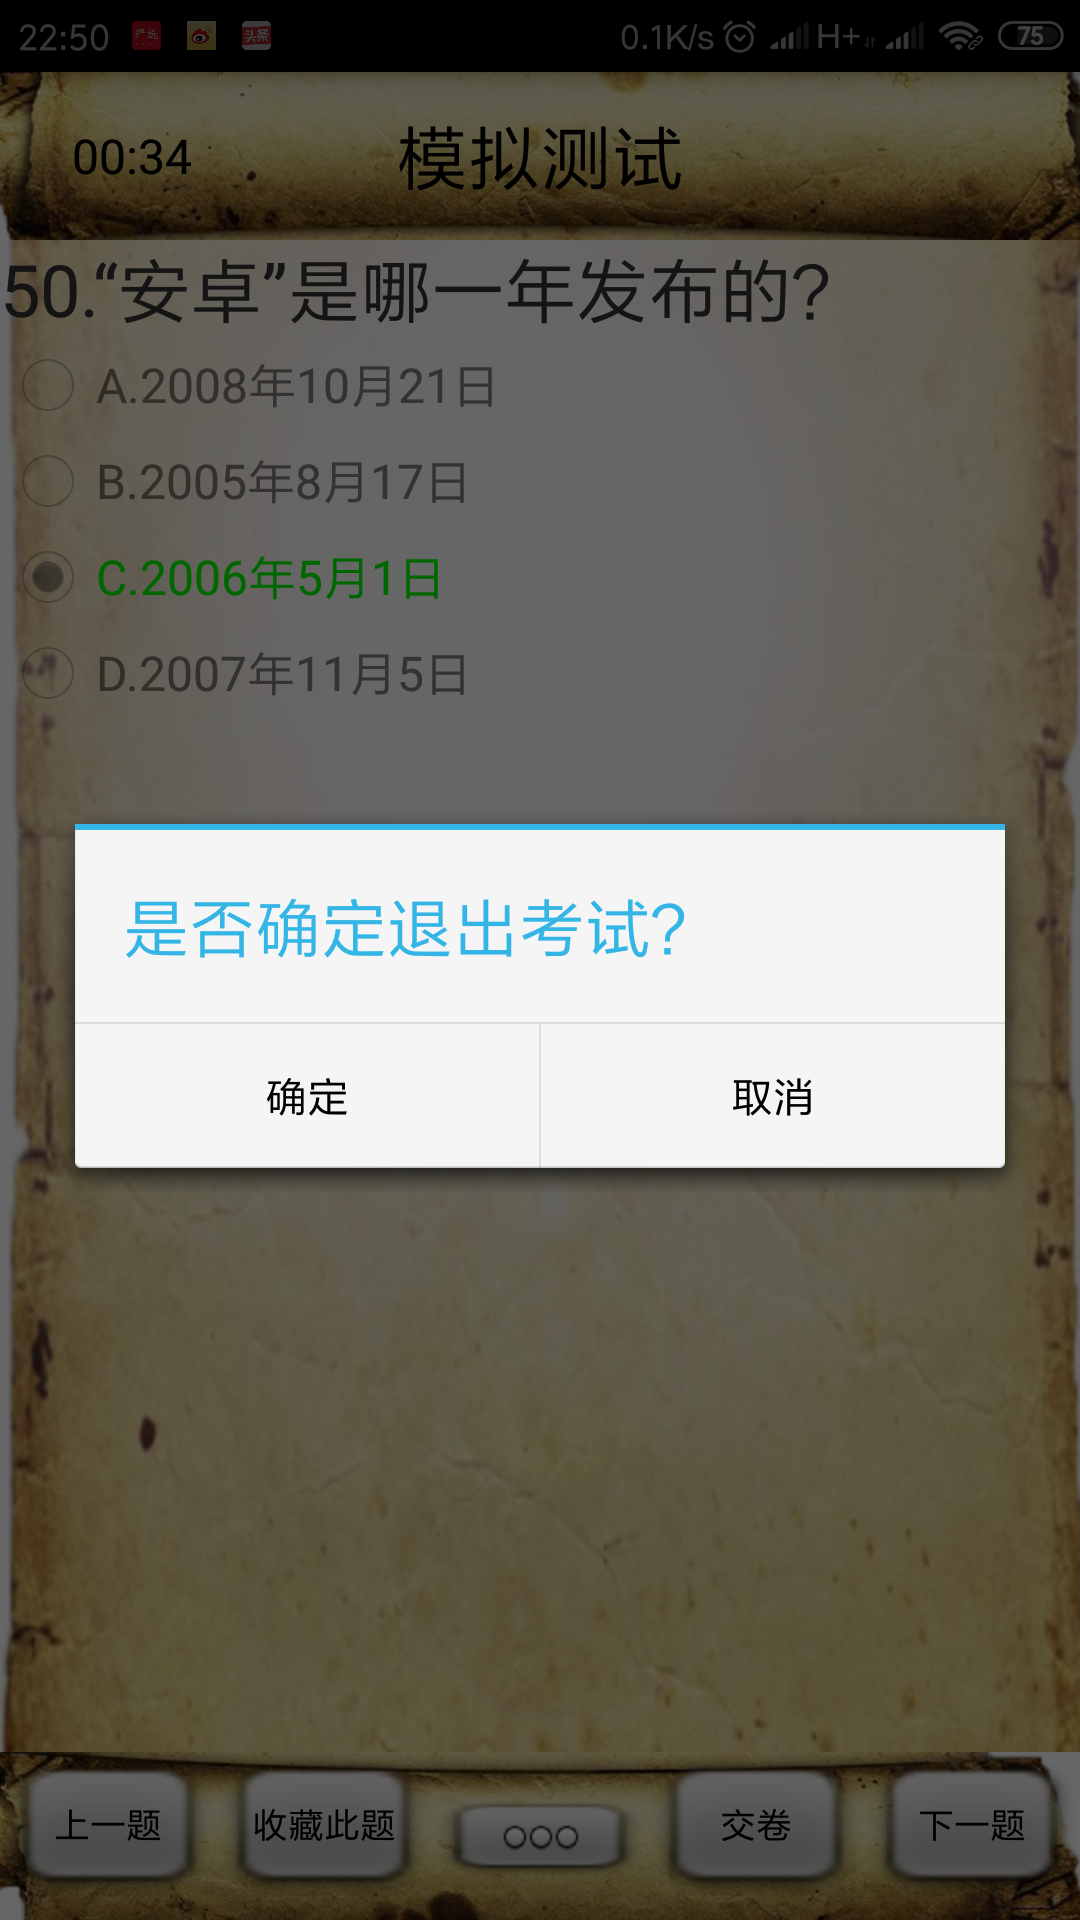 22:50 头条 0.1K/s H+ 75
00:34 模拟测试
50.“安卓”是哪一年发布的?
A.2008年10月21日
B.2005年8月17日
C.2006年5月1日
D.2007年11月5日
是否确定退出考试?
确定 取消
上一题 收藏此题 交卷 下一题